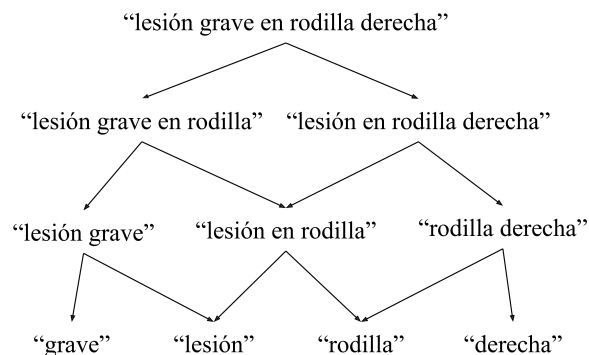 “lesión grave en rodilla derecha”
“lesión grave en rodilla” “lesión en rodilla derecha”
“lesión grave” “lesión en rodilla” “rodilla derecha”
“grave” “lesión” “rodilla” “derecha”